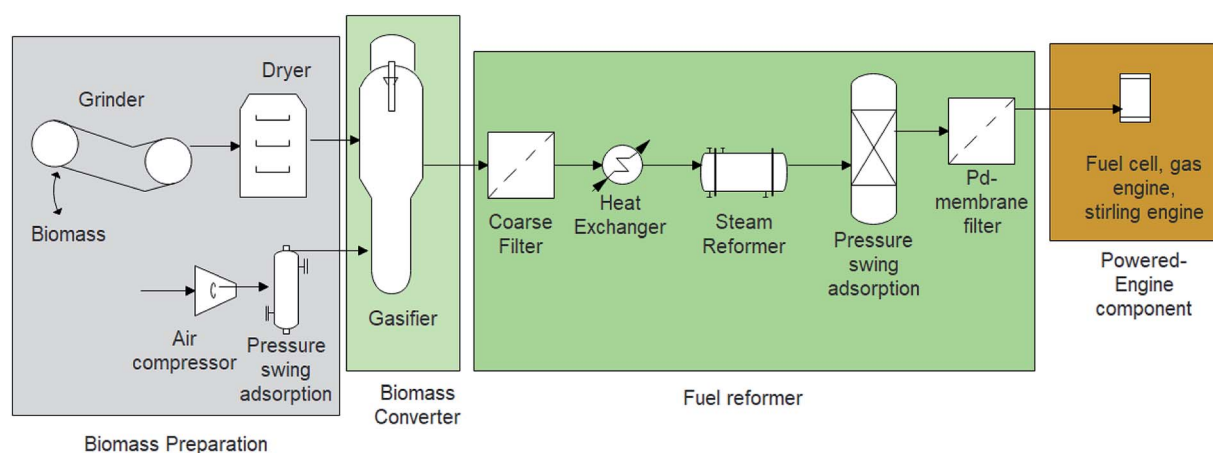 Grinder
Dryer
Biomass
Air
compressor
Pressure
swing
adsorption
Biomass Preparation
Gasifier
Biomass
Converter
Coarse
Filter
Heat
Exchanger
Steam
Reformer
Pressure
swing
adsorption
Pd-
membrane
filter
Fuel reformer
Fuel cell, gas
engine,
stirling engine
Powered-
Engine
component